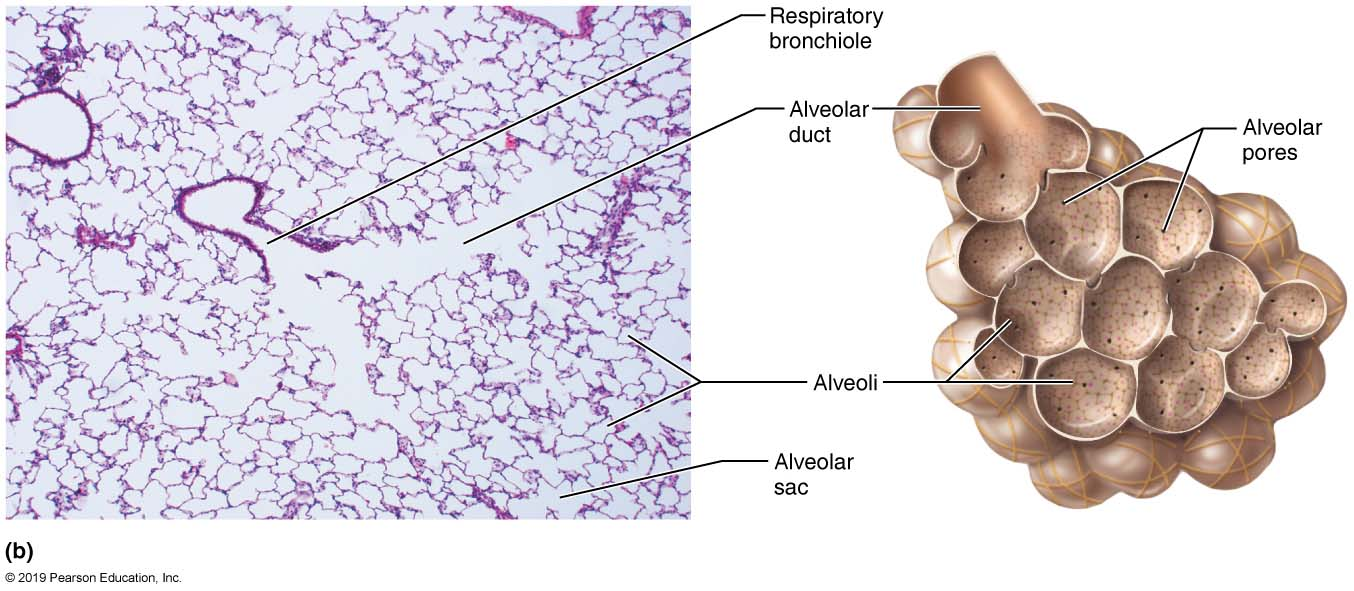 Respiratory
bronchiole
Alveolar
duct
Alveolar
pores
Alveoli
Alveolar
sac
(b)
© 2019 Pearson Education, Inc.